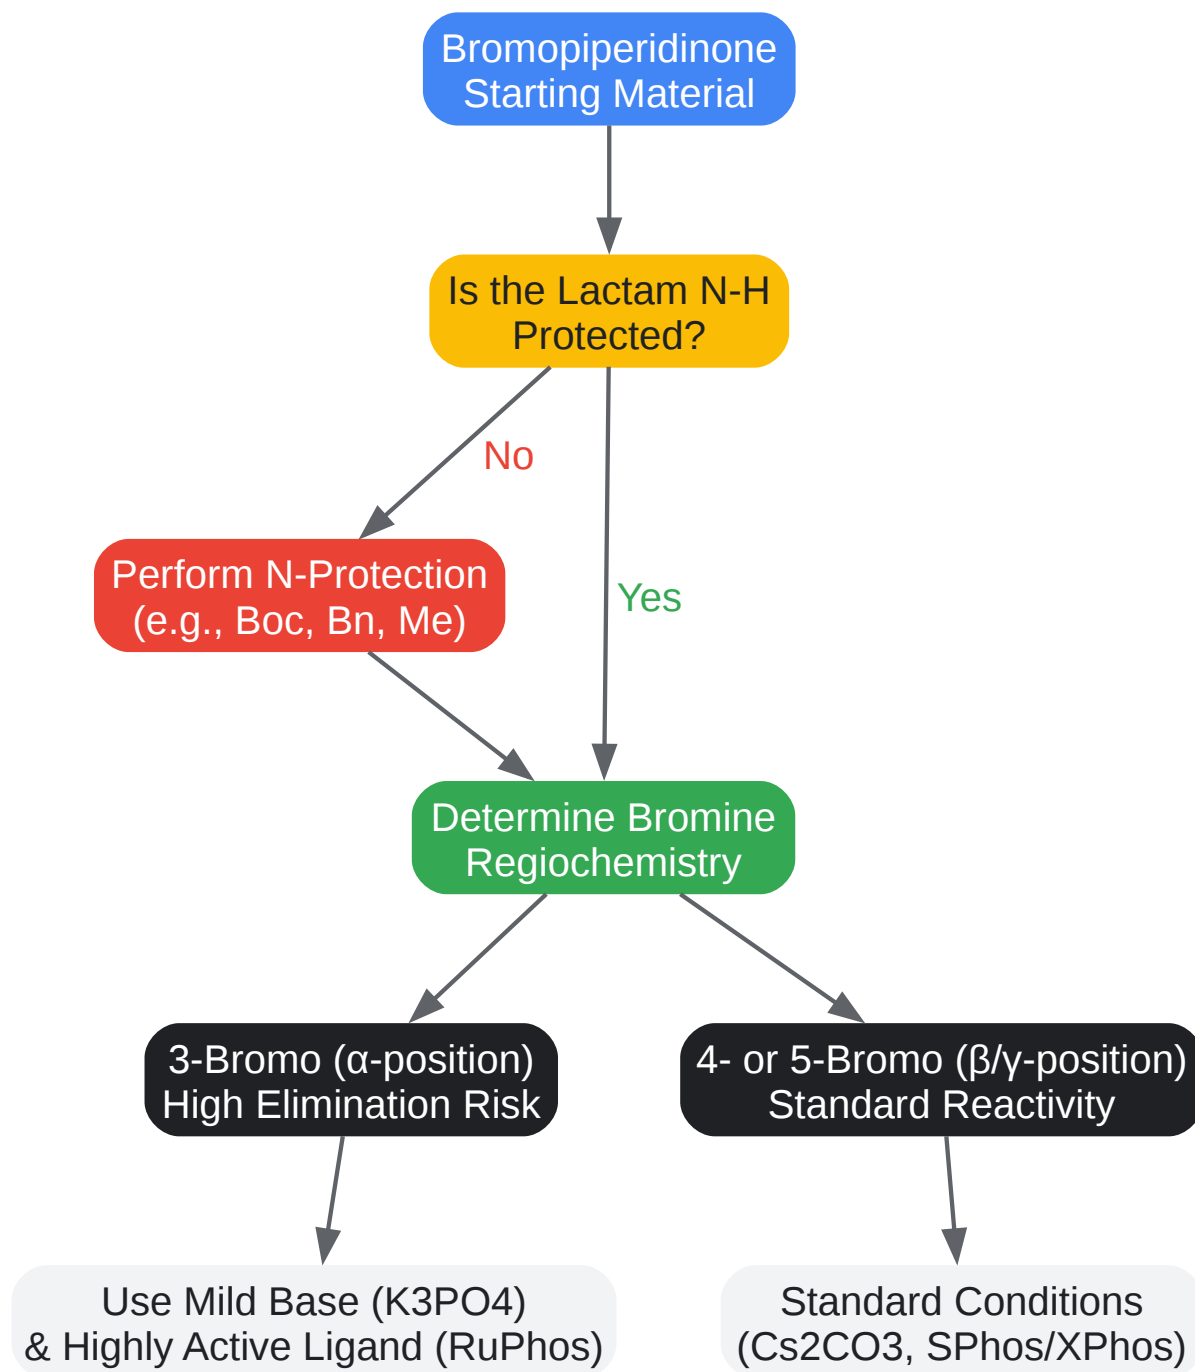 Bromopiperidinone
Starting Material
Is the Lactam N-H
Protected?
No
Perform N-Protection
(e.g., Boc, Bn, Me)
Yes
Determine Bromine
Regiochemistry
3-Bromo (α-position)
High Elimination Risk
4- or 5-Bromo (β/γ-position)
Standard Reactivity
Use Mild Base (K3PO4)
& Highly Active Ligand (RuPhos)
Standard Conditions
(Cs2CO3, SPhos/XPhos)